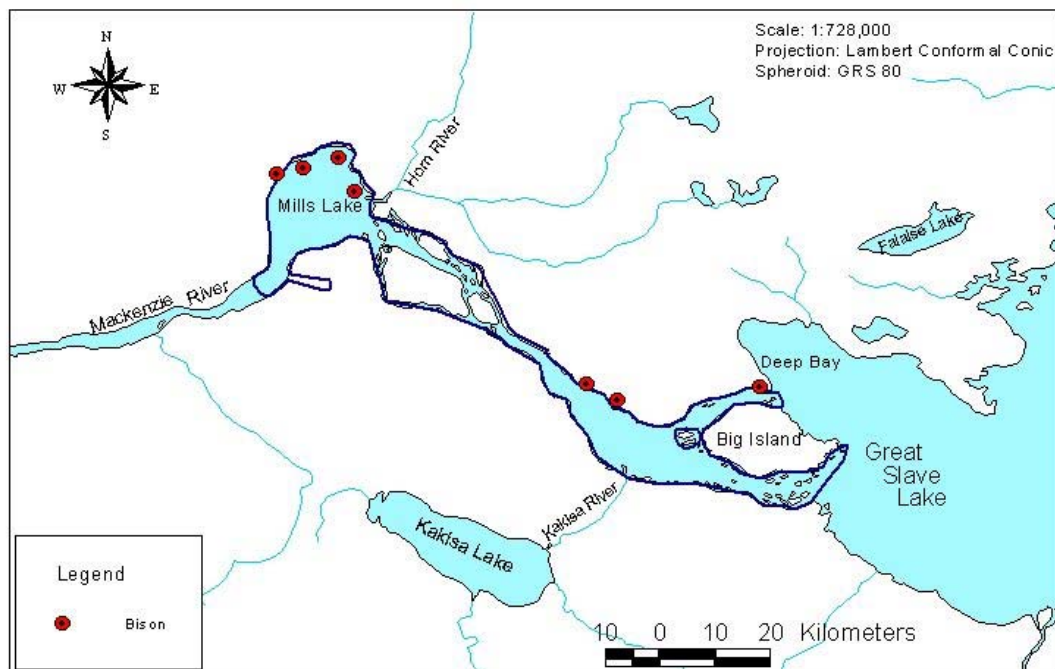 Scale: 1:728,000
Projection: Lambert Conformal Conic
Spheroid: GRS 80
N
W
E
S
Horn River
Mills Lake
Falaise Lake
Mackenzie River
Deep Bay
Big Island
Great
Slave
Lake
Kakisa River
Kakisa Lake
Legend
Bison
10 0 10 20 Kilometers